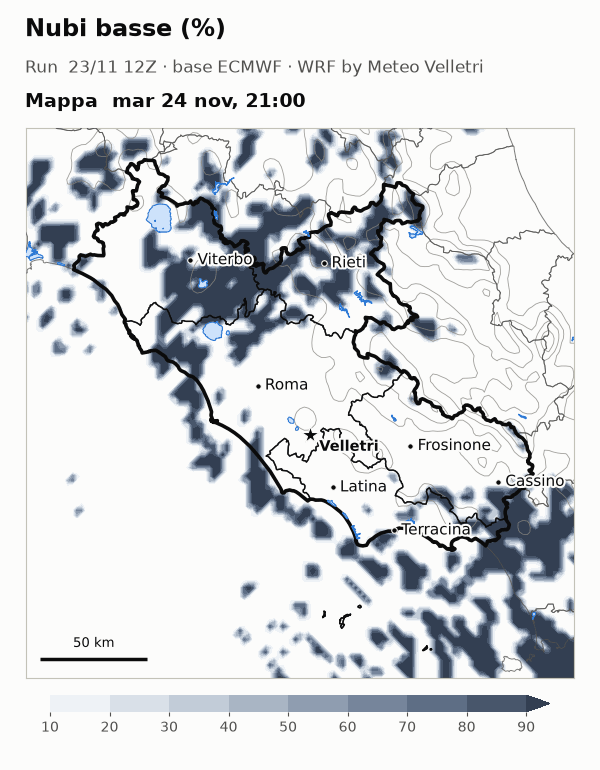 Nubi basse (%)
Run 23/11 12Z · base ECMWF · WRF by Meteo Velletri
Mappa mar 24 nov, 21:00
Viterbo
Rieti
Roma
Velletri
Frosinone
Cassino
Latina
Terracina
50 km
10 20 30 40 50 60 70 80 90